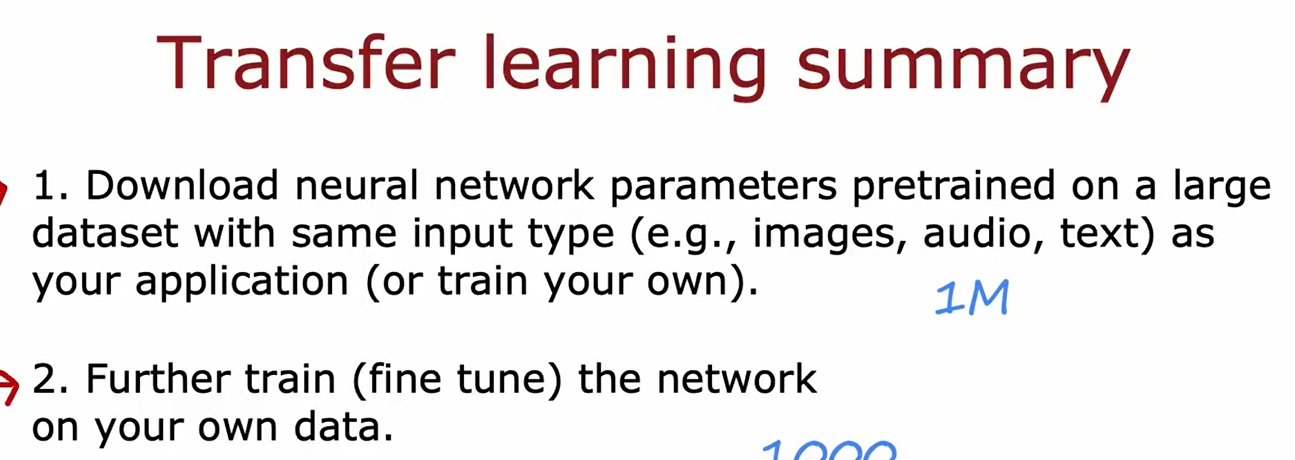 Transfer learning summary
1. Download neural network parameters pretrained on a large
dataset with same input type (e.g., images, audio, text) as
your application (or train your own).
1M
2. Further train (fine tune) the network
on your own data.
1000